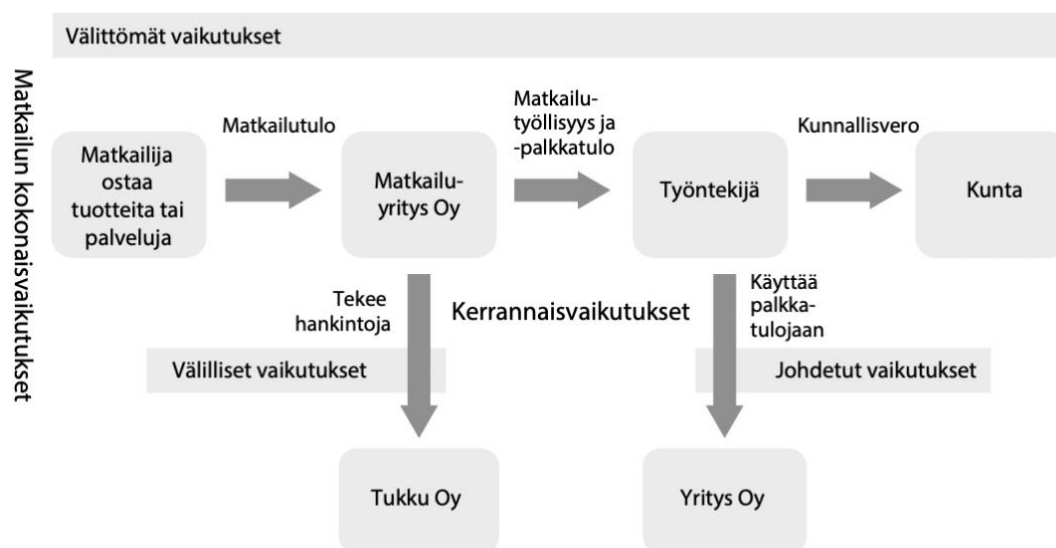 Välittömät vaikutukset
Matkailun kokonaisvaikutukset
Matkailija
ostaa
tuotteita tai
palveluja
Matkailutulo
Matkailu-
yritys Oy
Matkailu-
työllisyys ja
-palkkatulo
Työntekijä
Kunnallisvero
Kunta
Tekee
hankintoja
Kerrannaisvaikutukset
Käyttää
palkka-
tulojaan
Välilliset vaikutukset
Johdetut vaikutukset
Tukku Oy
Yritys Oy